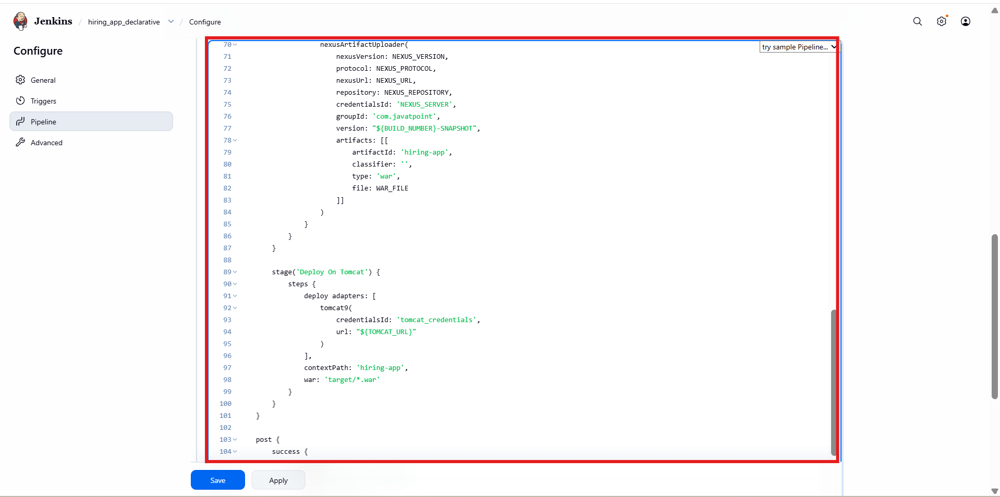 Jenkins / hiring_app_declarative / Configure
Configure
General
Triggers
Pipeline
Advanced
try sample Pipeline...
70 nexusArtifactUploader(
71 nexusVersion: NEXUS_VERSION,
72 protocol: NEXUS_PROTOCOL,
73 nexusUrl: NEXUS_URL,
74 repository: NEXUS_REPOSITORY,
75 credentialsId: 'NEXUS_SERVER',
76 groupId: 'com.javatpoint',
77 version: "${BUILD_NUMBER}-SNAPSHOT",
78 artifacts: [[
79 artifactId: 'hiring-app',
80 classifier: '',
81 type: 'war',
82 file: WAR_FILE
83 ]]
84 )
85 }
86 }
87 }
88
89 stage('Deploy On Tomcat') {
90 steps {
91 deploy adapters: [
92 tomcat9(
93 credentialsId: 'tomcat_credentials',
94 url: "${TOMCAT_URL}"
95 )
96 ],
97 contextPath: 'hiring-app',
98 war: 'target/*.war'
99 }
100 }
101 }
102
103 post {
104 success {
Save
Apply